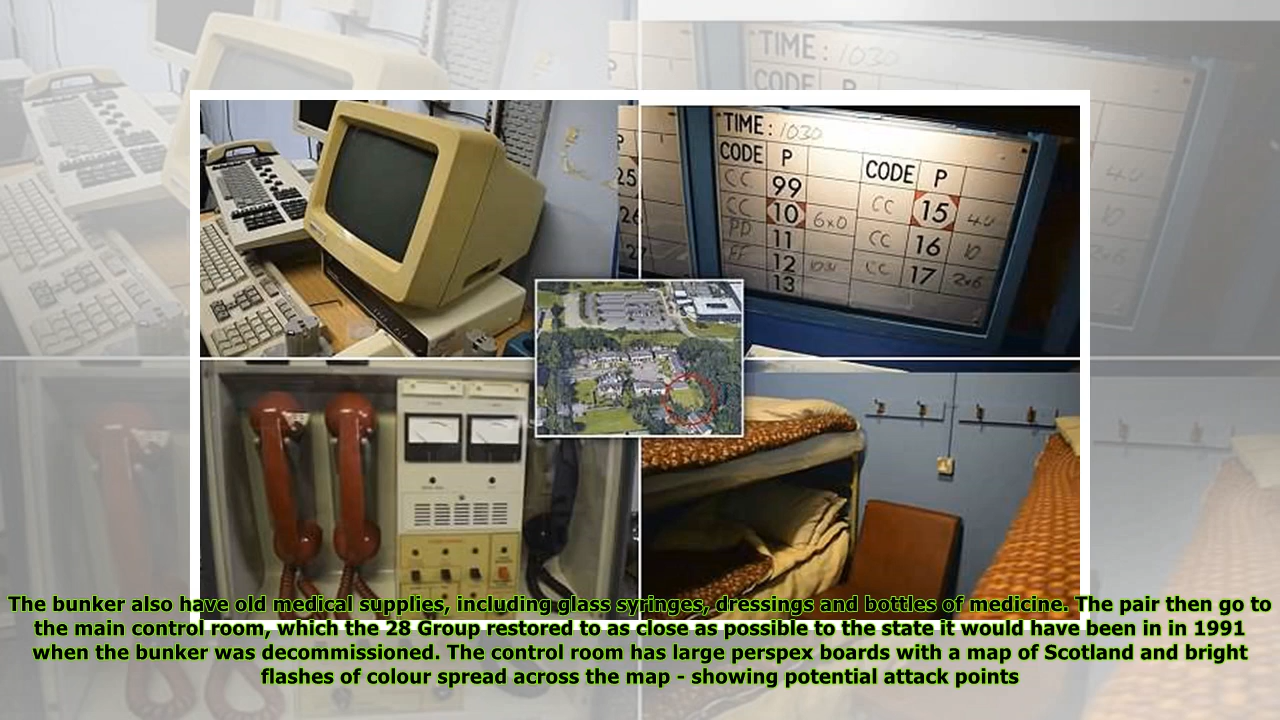 TIME: 1030
CODE P CODE P
CC 99 CC 15 44
CC 10 6x0 CC 16 10
PD 11 CC 17 2x6
FF 12
13
25
26
27
The bunker also have old medical supplies, including glass syringes, dressings and bottles of medicine. The pair then go to
the main control room, which the 28 Group restored to as close as possible to the state it would have been in in 1991
when the bunker was decommissioned. The control room has large perspex boards with a map of Scotland and bright
flashes of colour spread across the map - showing potential attack points